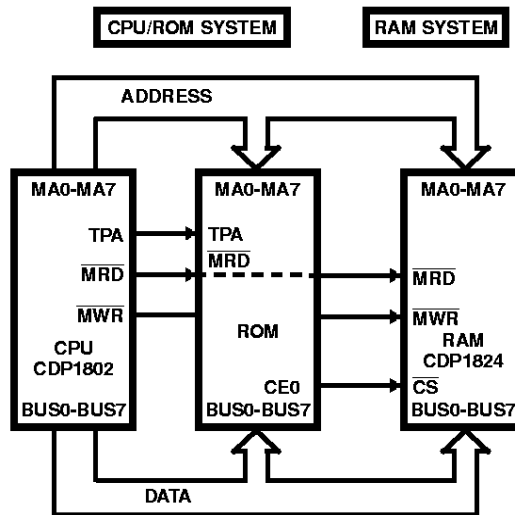 CPU/ROM SYSTEM
RAM SYSTEM
ADDRESS
MA0-MA7
TPA
MRD
MWR
CPU
CDP1802
BUS0-BUS7
MA0-MA7
TPA
MRD
ROM
CE0
BUS0-BUS7
MA0-MA7
MRD
MWR
RAM
CDP1824
CS
BUS0-BUS7
DATA